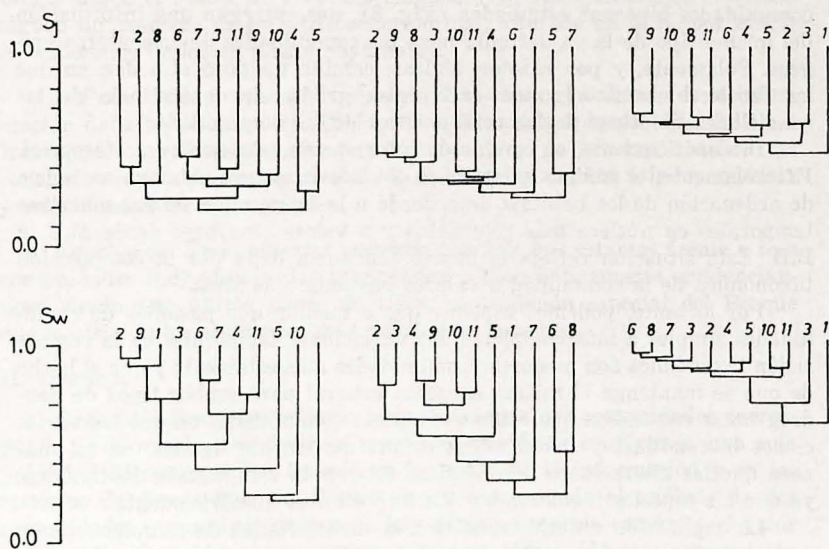 Sj
1.0
1 2 8 6 7 3 11 9 10 4 5
2 9 8 3 10 11 4 6 1 5 7
7 9 10 8 11 6 4 5 2 3 1
0.0
Sw
1.0
2 9 1 8 3 6 7 4 11 5 10
2 3 4 9 10 11 5 1 7 6 8
6 8 7 2 4 5 10 11 3 1
0.0